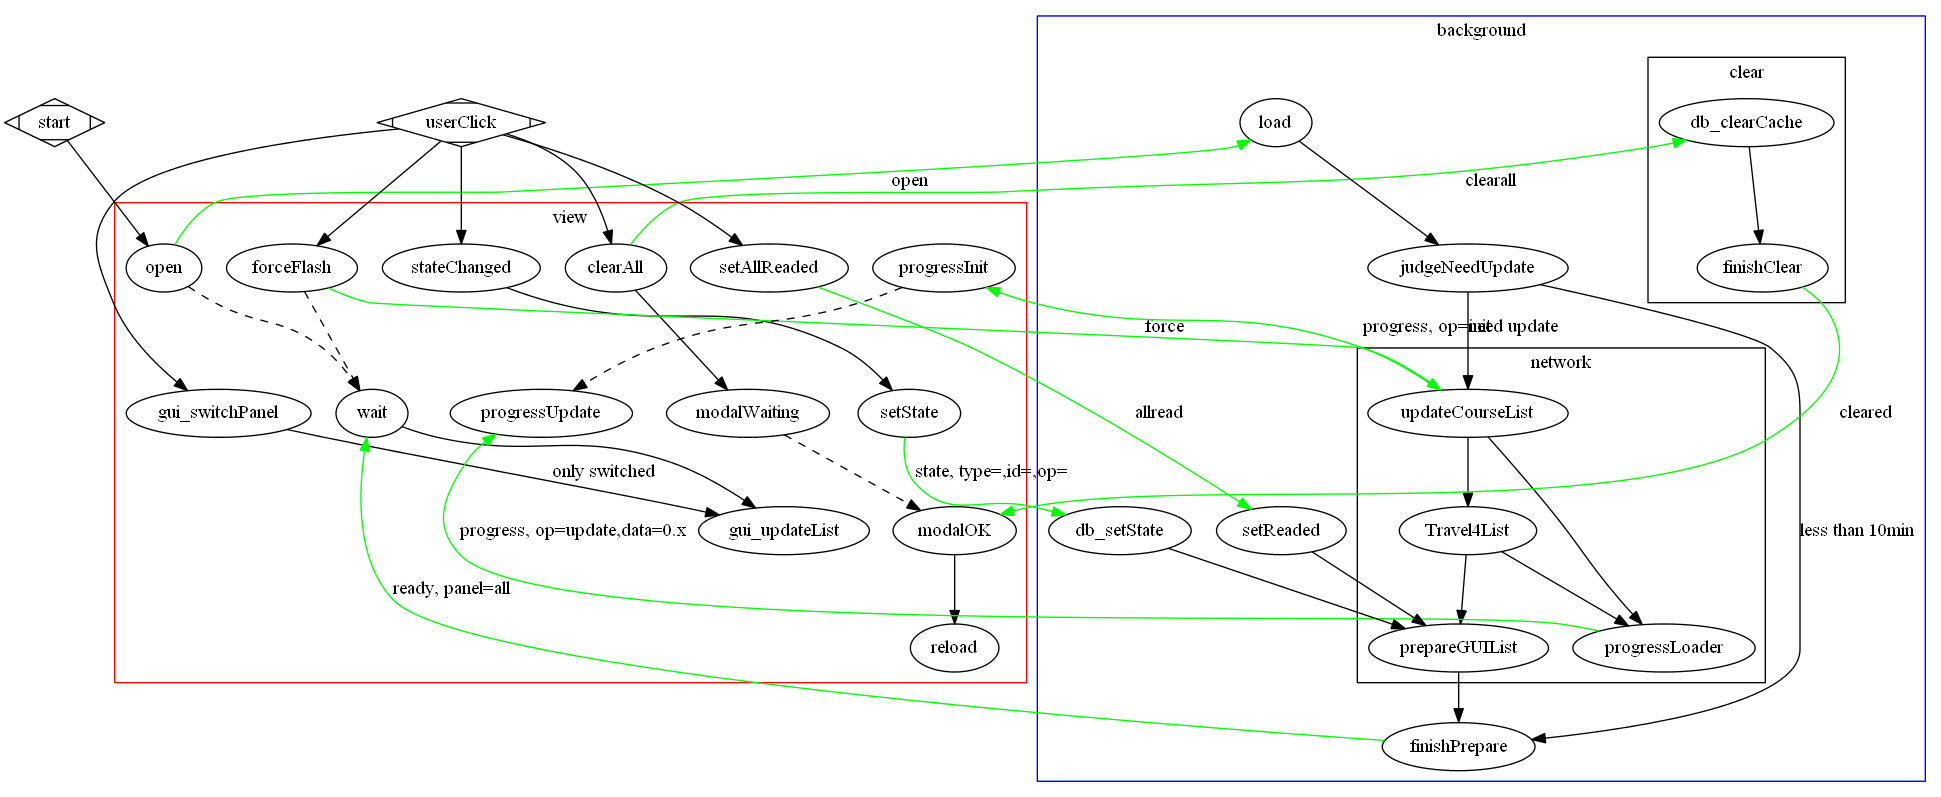 background
clear
start
userClick
load
db_clearCache
open
clearall
view
open
forceFlash
stateChanged
clearAll
setAllReaded
progressInit
judgeNeedUpdate
finishClear
force
progress, op=init
need update
network
gui_switchPanel
wait
progressUpdate
modalWaiting
setState
allread
updateCourseList
cleared
only switched
state, type=,id=,op=
progress, op=update,data=0.x
gui_updateList
modalOK
db_setState
setReaded
Travel4List
less than 10min
ready, panel=all
reload
prepareGUIList
progressLoader
finishPrepare